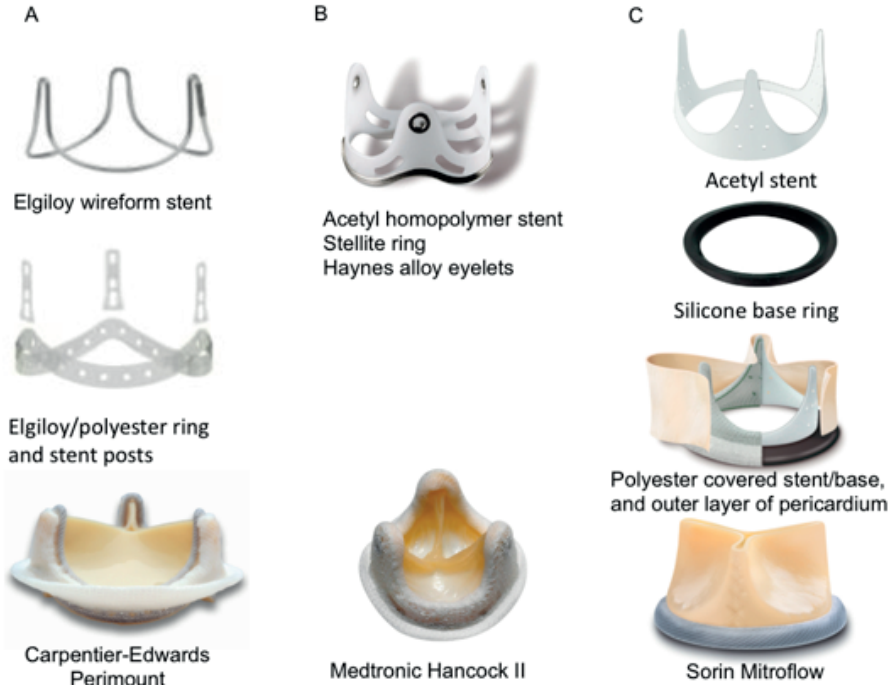 A
Elgiloy wireform stent
Elgiloy/polyester ring
and stent posts
Carpentier-Edwards
Perimount
B
Acetyl homopolymer stent
Stellite ring
Haynes alloy eyelets
Medtronic Hancock II
C
Acetyl stent
Silicone base ring
Polyester covered stent/base,
and outer layer of pericardium
Sorin Mitroflow